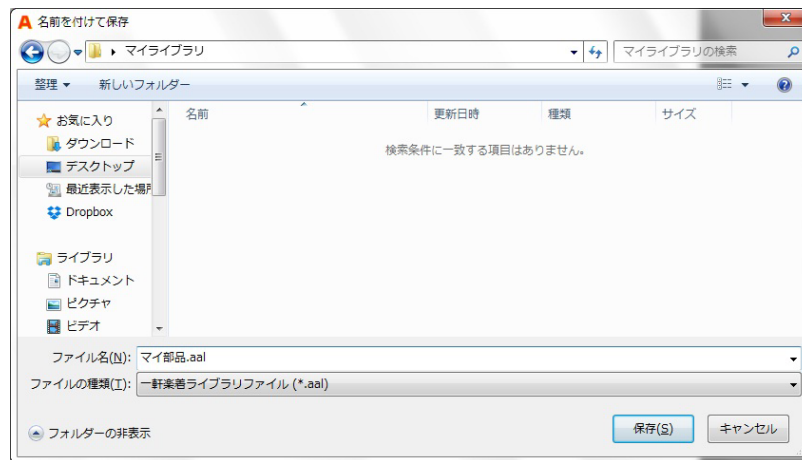 名前を付けて保存
マイライブラリ
マイライブラリの検索
整理
新しいフォルダー
お気に入り
ダウンロード
デスクトップ
最近表示した場所
Dropbox
ライブラリ
ドキュメント
ピクチャ
ビデオ
名前 更新日時 種類 サイズ
検索条件に一致する項目はありません。
ファイル名(N): マイ部品.aal
ファイルの種類(T): 一軒楽着ライブラリファイル (*.aal)
フォルダーの非表示
保存(S)
キャンセル